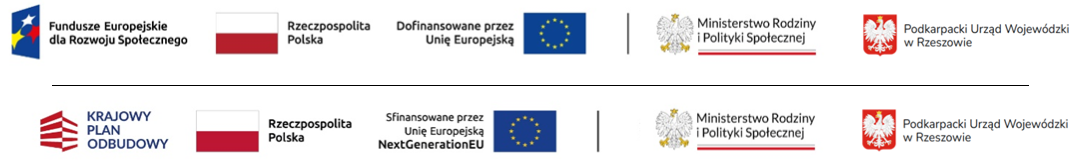 Fundusze Europejskie
dla Rozwoju Społecznego
Rzeczpospolita
Polska
Dofinansowane przez
Unię Europejską
Ministerstwo Rodziny
i Polityki Społecznej
Podkarpacki Urząd Wojewódzki
w Rzeszowie
KRAJOWY
PLAN
ODBUDOWY
Rzeczpospolita
Polska
Sfinansowane przez
Unię Europejską
NextGenerationEU
Ministerstwo Rodziny
i Polityki Społecznej
Podkarpacki Urząd Wojewódzki
w Rzeszowie